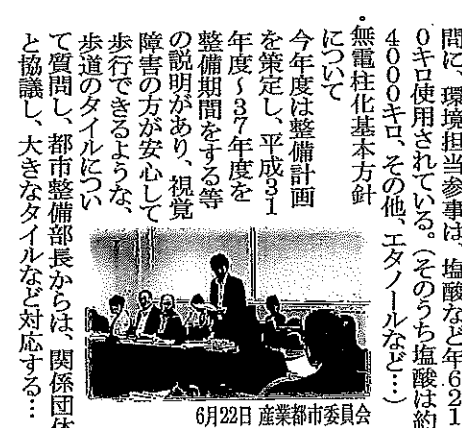 問に、環境担当参事は、塩酸など年621
0キロ使用されている。(そのうち塩酸は約
4000キロ、その他、エタノールなど…)
・無電柱化基本方針
について
今年度は整備計画
を策定し、平成31
年度～37年度を
整備期間をする等
の説明があり、視覚
障害の方が安心して
歩行できるような、
歩道のタイルについ
て質問し、都市整備部長からは、関係団体
と協議し、大きなタイルなど対応する…
6月22日 産業都市委員会